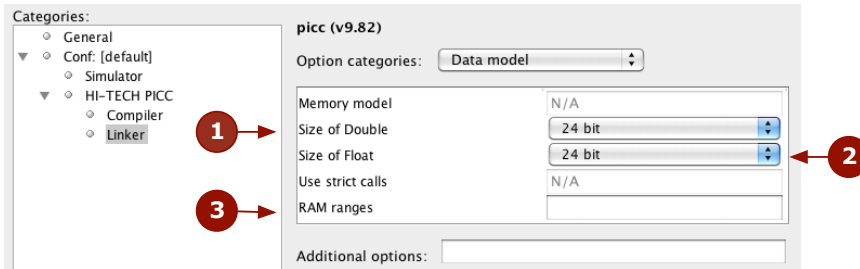 Categories:
General
Conf: [default]
Simulator
HI-TECH PICC
Compiler
Linker
picc (v9.82)
Option categories: Data model
Memory model N/A
1 Size of Double 24 bit
Size of Float 24 bit 2
Use strict calls N/A
3 RAM ranges
Additional options: